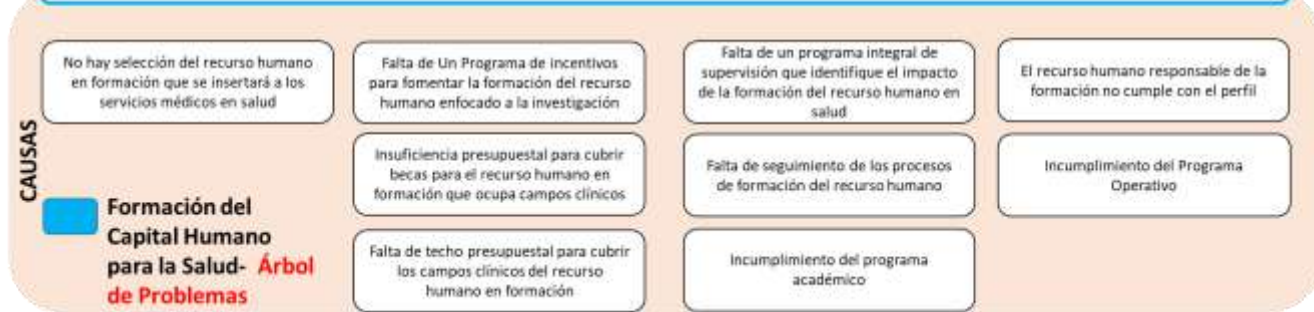 No hay selección del recurso humano
en formación que se insertará a los
servicios médicos en salud
Falta de Un Programa de incentivos
para fomentar la formación del recurso
humano enfocado a la investigación
Falta de un programa integral de
supervisión que identifique el impacto
de la formación del recurso humano en
salud
El recurso humano responsable de la
formación no cumple con el perfil
CAUSAS
Insuficiencia presupuestal para cubrir
becas para el recurso humano en
formación que ocupa campos clínicos
Falta de seguimiento de los procesos
de formación del recurso humano
Incumplimiento del Programa
Operativo
Formación del
Capital Humano
para la Salud- Árbol
de Problemas
Falta de techo presupuestal para cubrir
los campos clínicos del recurso
humano en formación
Incumplimiento del programa
académico